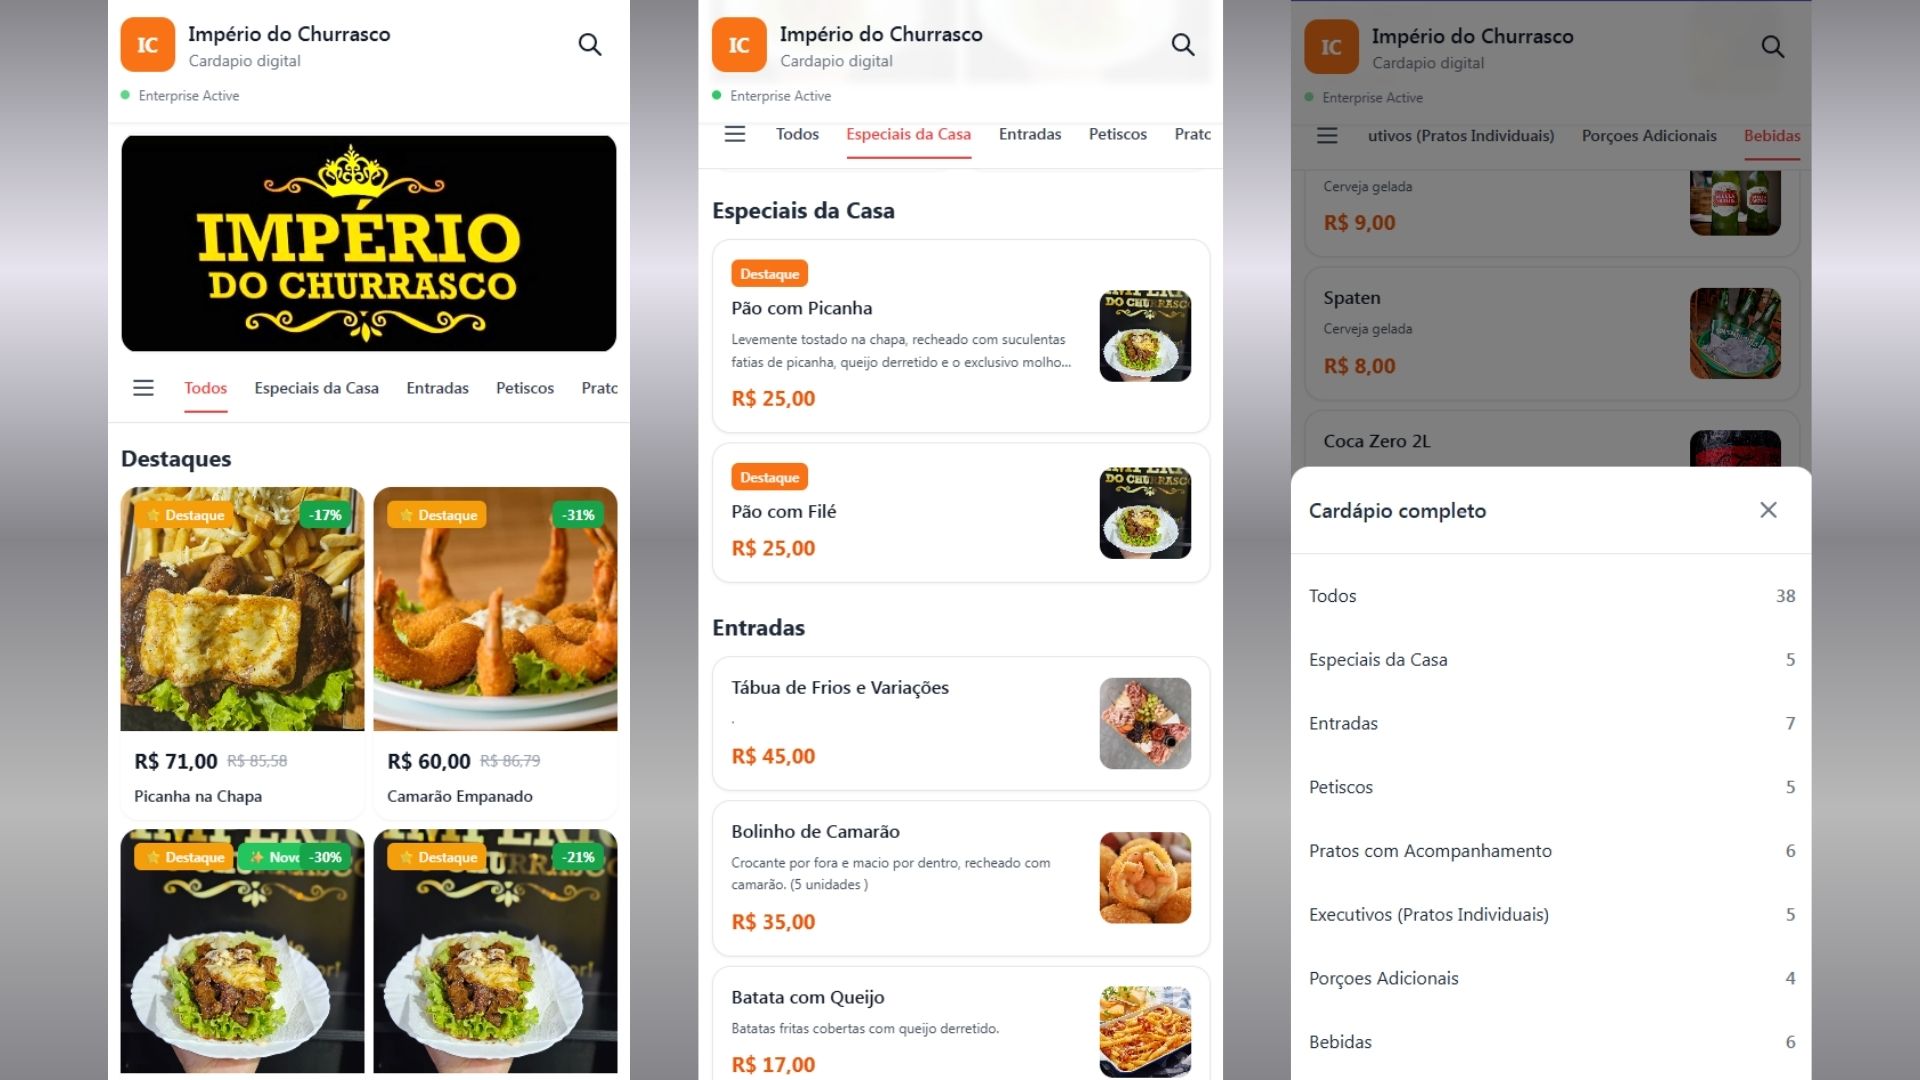 IC
Império do Churrasco
Cardapio digital
Enterprise Active
IMPÉRIO
DO CHURRASCO
Todos
Especiais da Casa
Entradas
Petiscos
Pratc
Destaques
Destaque
-17%
Destaque
-31%
R$ 71,00 R$ 85,58
Picanha na Chapa
R$ 60,00 R$ 86,79
Camarão Empanado
Destaque
Novo
-30%
Destaque
-21%
IC
Império do Churrasco
Cardapio digital
Enterprise Active
Todos
Especiais da Casa
Entradas
Petiscos
Pratc
Especiais da Casa
Destaque
Pão com Picanha
Levemente tostado na chapa, recheado com suculentas
fatias de picanha, queijo derretido e o exclusivo molho...
R$ 25,00
DO CHURRASCO
Destaque
Pão com Filé
R$ 25,00
DO CHURRASCO
Entradas
Tábua de Frios e Variações
.
R$ 45,00
Bolinho de Camarão
Crocante por fora e macio por dentro, recheado com
camarão. (5 unidades )
R$ 35,00
Batata com Queijo
Batatas fritas cobertas com queijo derretido.
R$ 17,00
IC
Império do Churrasco
Cardapio digital
Enterprise Active
utivos (Pratos Individuais)
Porçoes Adicionais
Bebidas
Cerveja gelada
R$ 9,00
Spaten
Cerveja gelada
R$ 8,00
Coca Zero 2L
Cardápio completo
Todos 38
Especiais da Casa 5
Entradas 7
Petiscos 5
Pratos com Acompanhamento 6
Executivos (Pratos Individuais) 5
Porçoes Adicionais 4
Bebidas 6